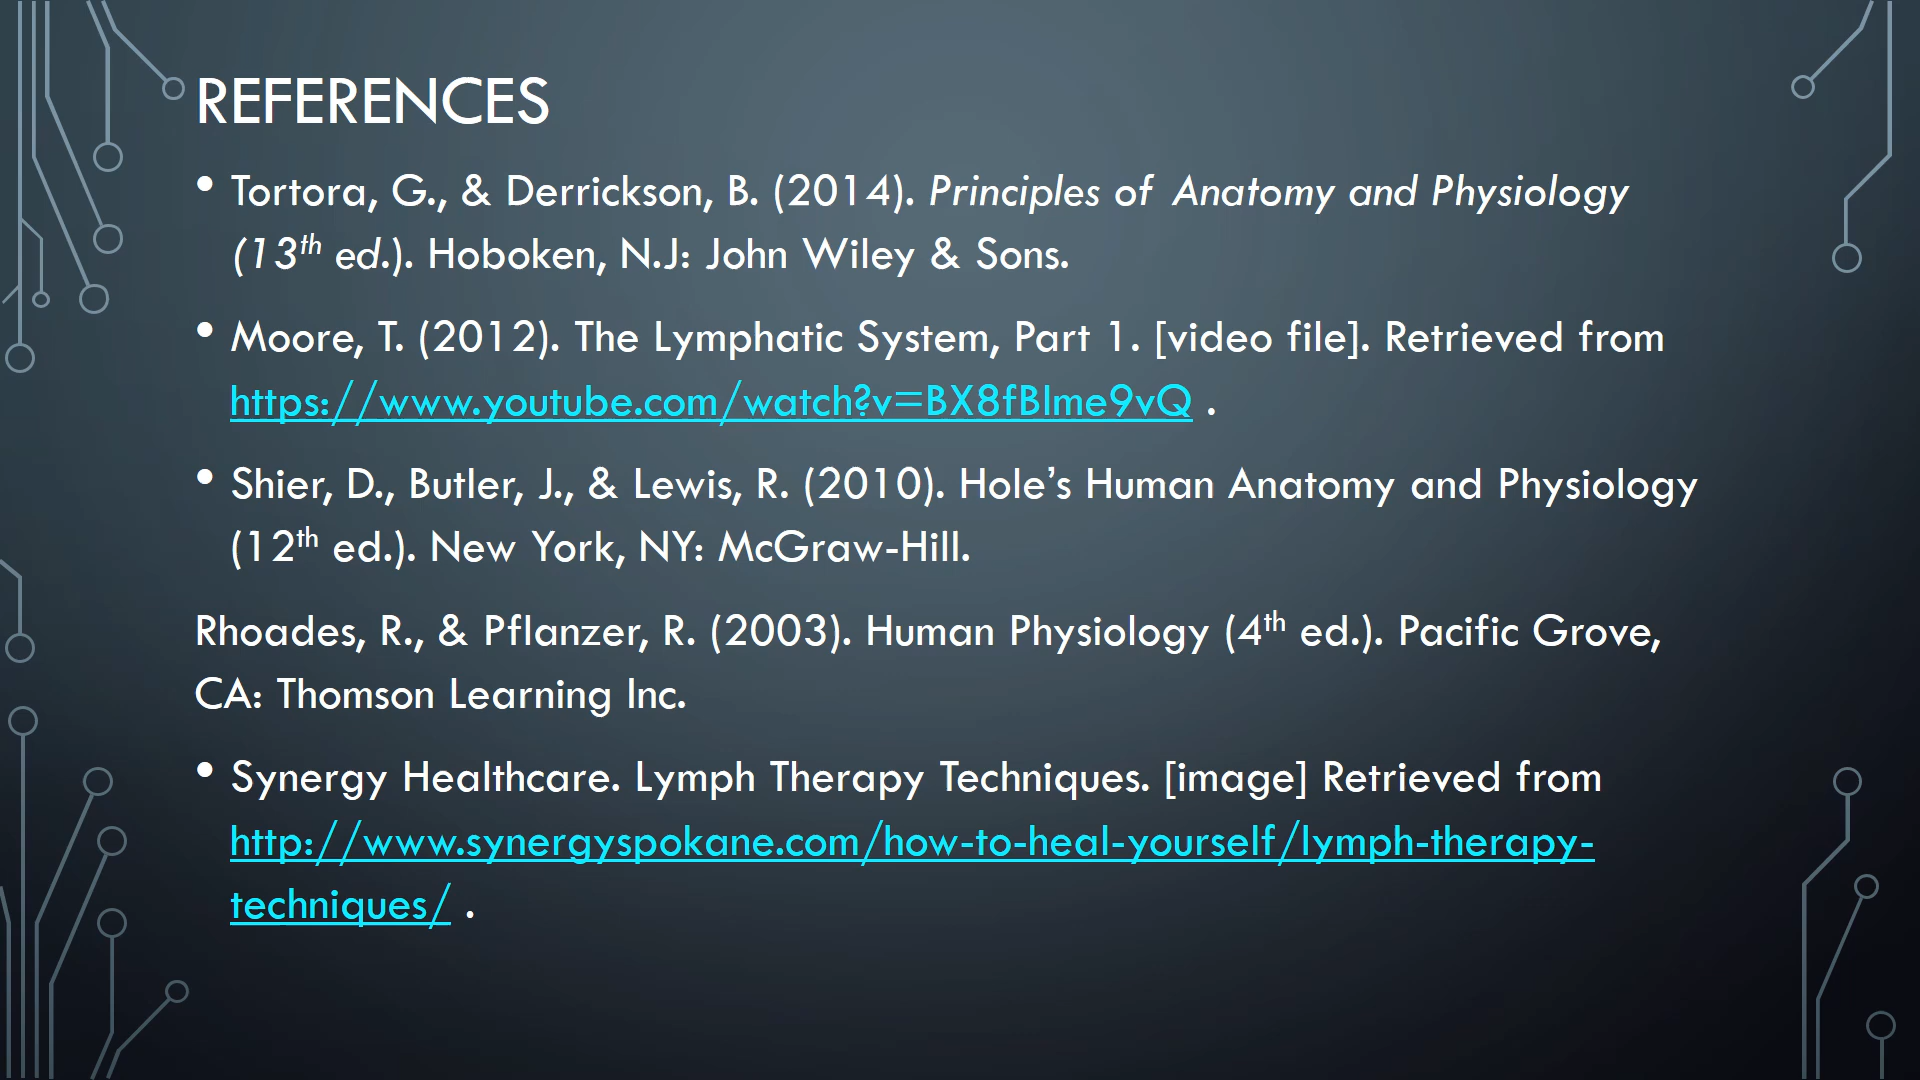 REFERENCES
• Tortora, G., & Derrickson, B. (2014). Principles of Anatomy and Physiology
(13th ed.). Hoboken, N.J: John Wiley & Sons.
• Moore, T. (2012). The Lymphatic System, Part 1. [video file]. Retrieved from
https://www.youtube.com/watch?v=BX8fBlme9vQ .
• Shier, D., Butler, J., & Lewis, R. (2010). Hole’s Human Anatomy and Physiology
(12th ed.). New York, NY: McGraw-Hill.
Rhoades, R., & Pflanzer, R. (2003). Human Physiology (4th ed.). Pacific Grove,
CA: Thomson Learning Inc.
• Synergy Healthcare. Lymph Therapy Techniques. [image] Retrieved from
http://www.synergyspokane.com/how-to-heal-yourself/lymph-therapy-
techniques/ .